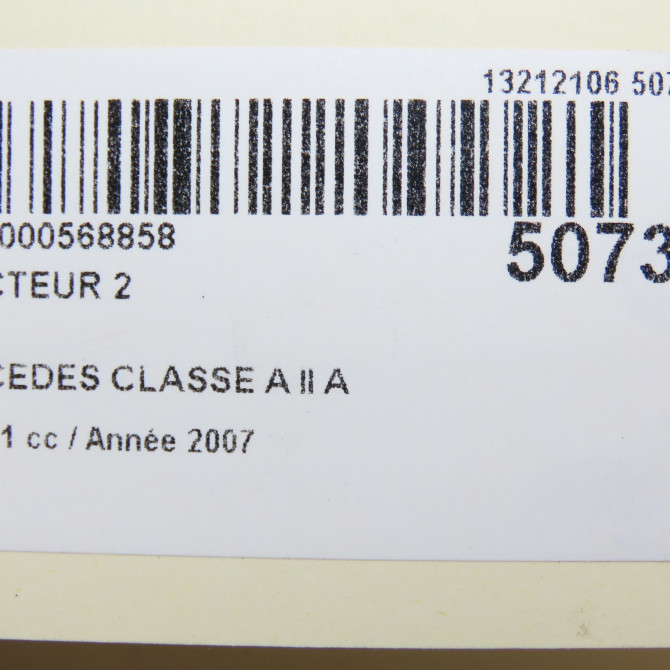 13212106 507
000568858
5073
CTEUR 2
CEDES CLASSE A II A
1 cc / Année 2007